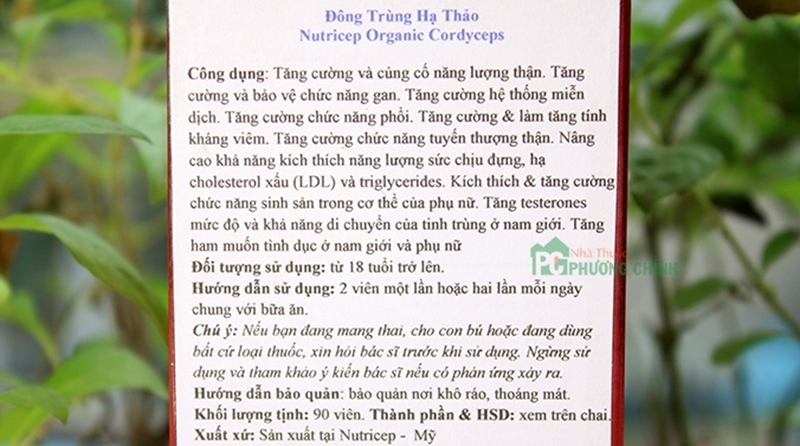 Đông Trùng Hạ Thảo
Nutricep Organic Cordyceps
Công dụng: Tăng cường và củng cố năng lượng thận. Tăng
cường và bảo vệ chức năng gan. Tăng cường hệ thống miễn
dịch. Tăng cường chức năng phổi. Tăng cường & làm tăng tính
kháng viêm. Tăng cường chức năng tuyến thượng thận. Nâng
cao khả năng kích thích năng lượng sức chịu đựng, hạ
cholesterol xấu (LDL) và triglycerides. Kích thích & tăng cường
chức năng sinh sản trong cơ thể của phụ nữ. Tăng testerones
mức độ và khả năng di chuyển của tinh trùng ở nam giới. Tăng
ham muốn tình dục ở nam giới và phụ nữ
Nhà Thuốc
PC PHƯƠNG CHÍNH
Đối tượng sử dụng: từ 18 tuổi trở lên.
Hướng dẫn sử dụng: 2 viên một lần hoặc hai lần mỗi ngày
chung với bữa ăn.
Chú ý: Nếu bạn đang mang thai, cho con bú hoặc đang dùng
bất cứ loại thuốc, xin hỏi bác sĩ trước khi sử dụng. Ngừng sử
dụng và tham khảo ý kiến bác sĩ nếu có phản ứng xảy ra.
Hướng dẫn bảo quản: bảo quản nơi khô ráo, thoáng mát.
Khối lượng tịnh: 90 viên. Thành phần & HSD: xem trên chai.
Xuất xứ: Sản xuất tại Nutricep - Mỹ